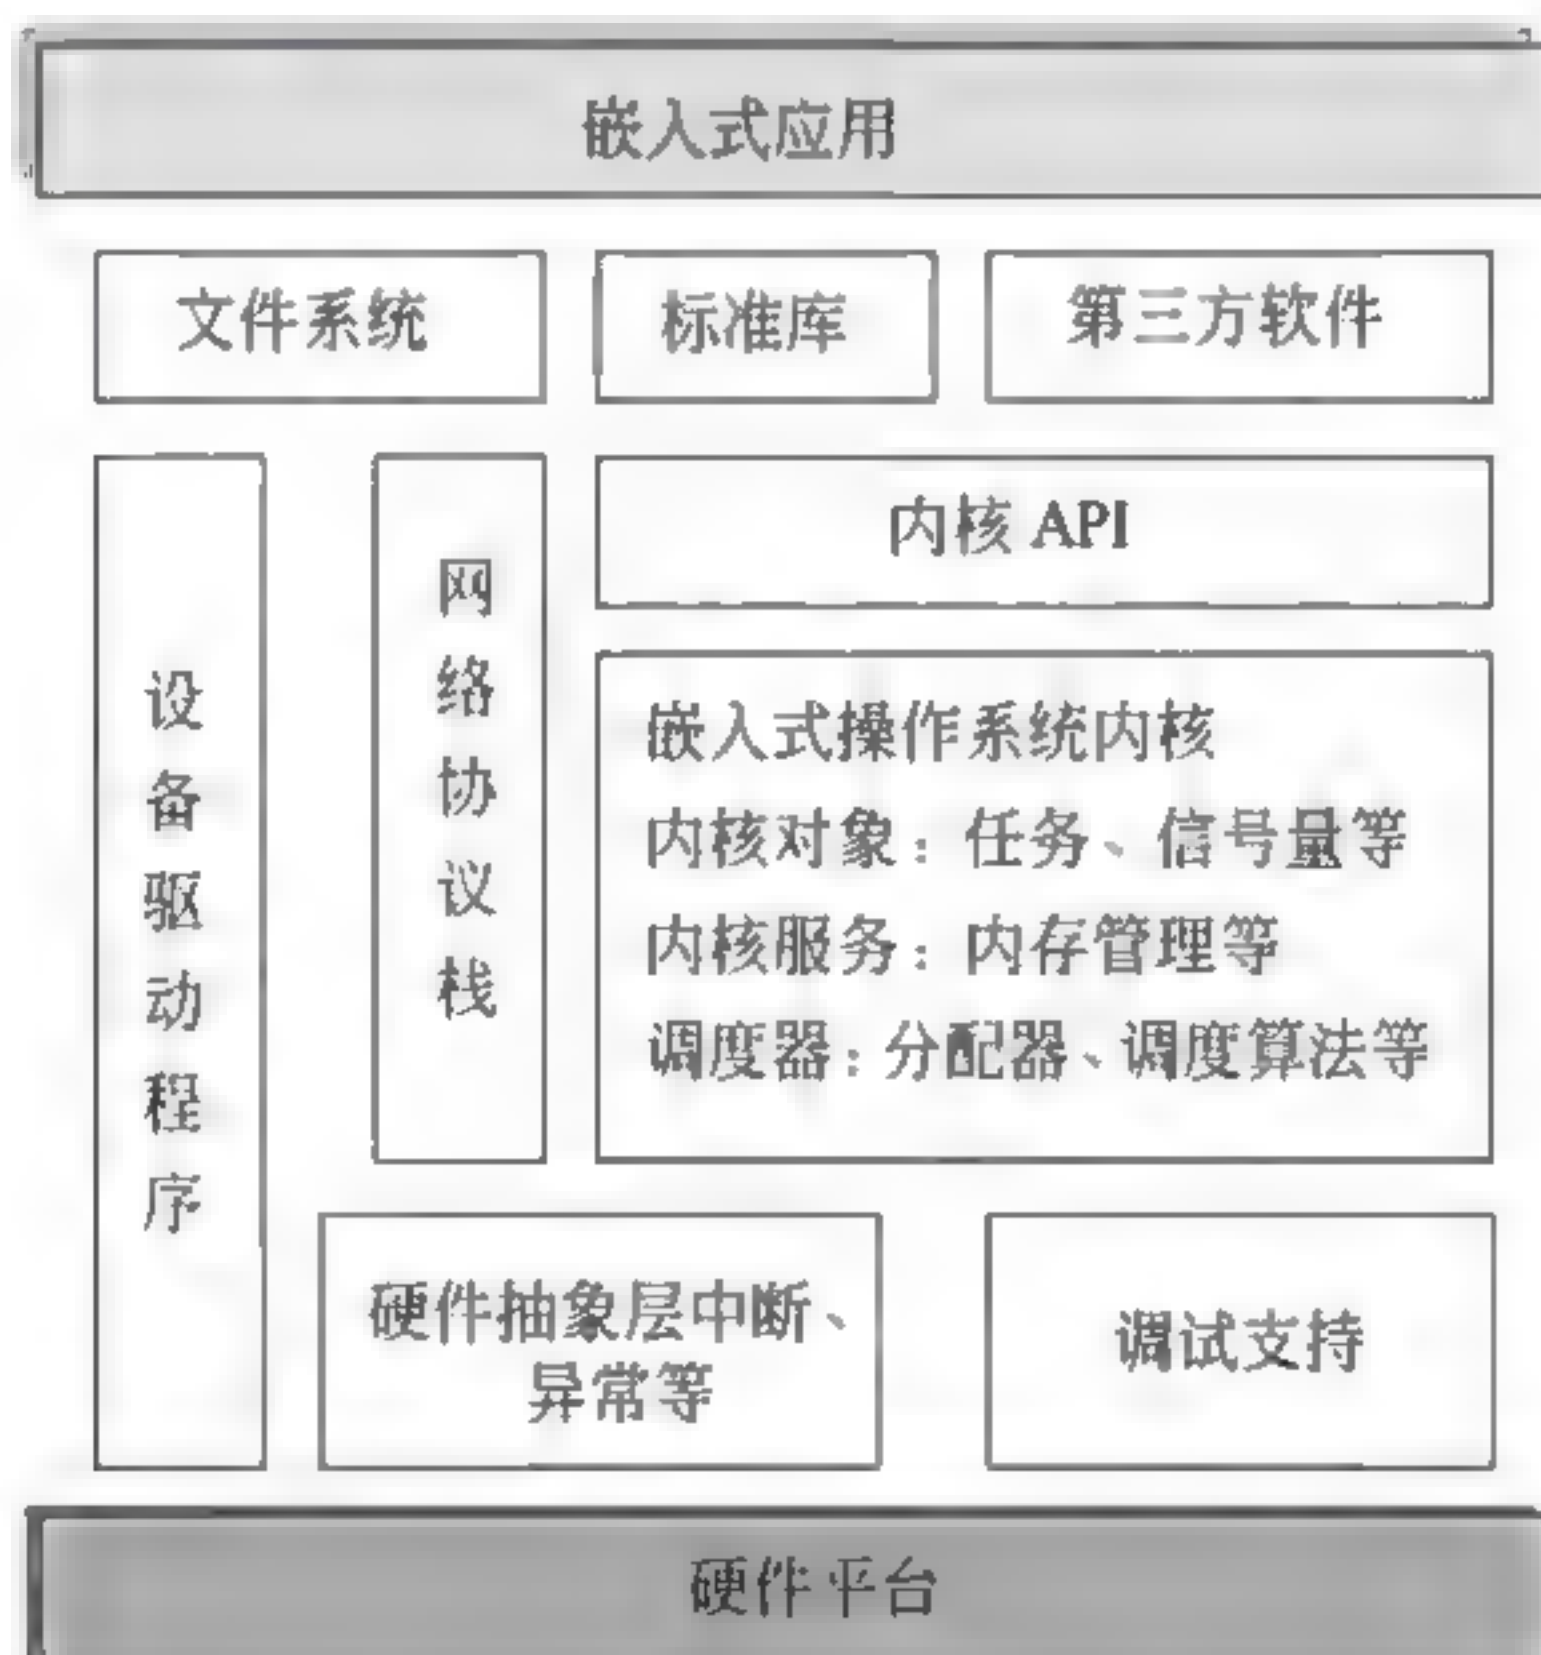 嵌入式应用
文件系统
标准库
第三方软件
设备驱动程序
网络协议栈
内核 API
嵌入式操作系统内核
内核对象：任务、信号量等
内核服务：内存管理等
调度器：分配器、调度算法等
硬件抽象层中断、
异常等
调试支持
硬件平台